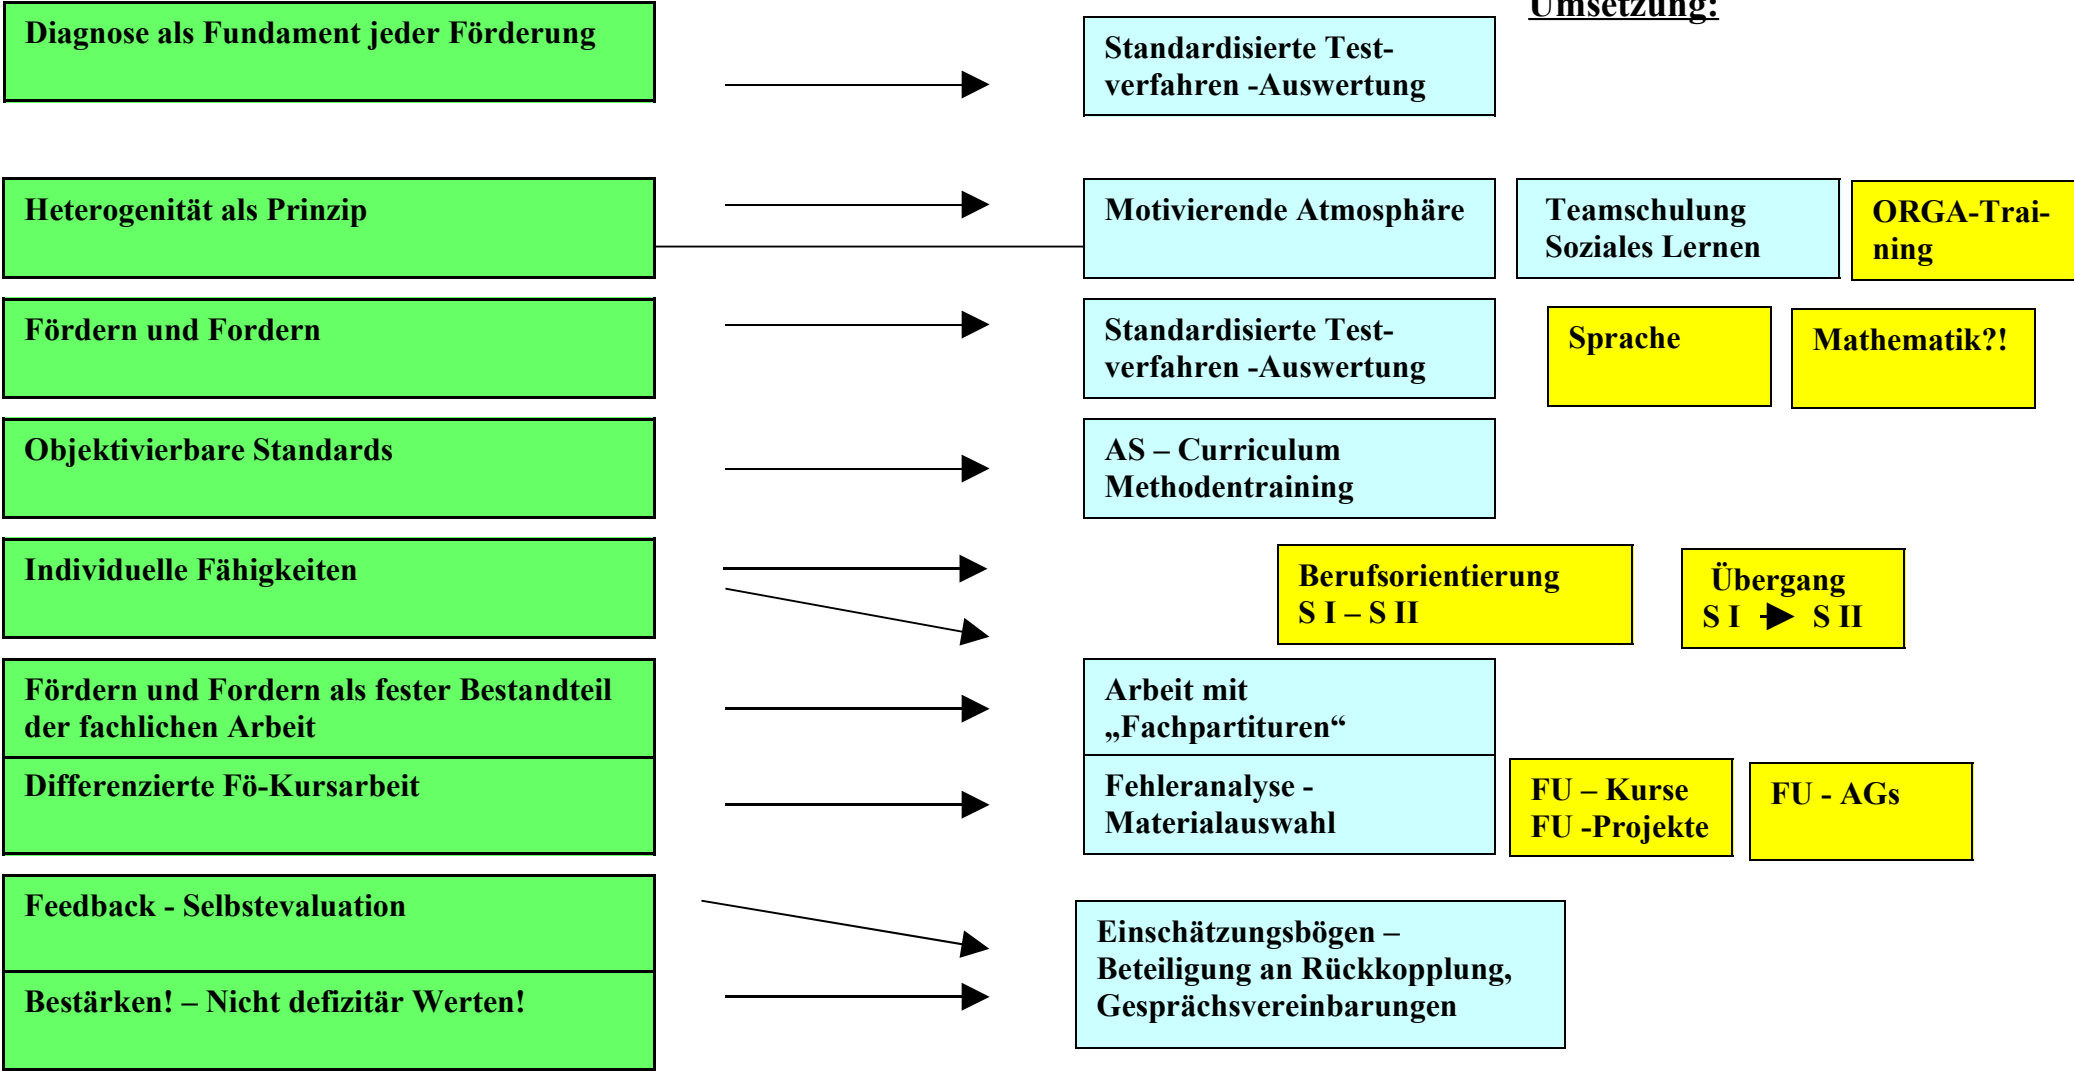 Umsetzung:
Diagnose als Fundament jeder Förderung
Standardisierte Test-
verfahren -Auswertung
Heterogenität als Prinzip
Motivierende Atmosphäre
Teamschulung
Soziales Lernen
ORGA-Trai-
ning
Fördern und Fordern
Standardisierte Test-
verfahren -Auswertung
Sprache
Mathematik?!
Objektivierbare Standards
AS – Curriculum
Methodentraining
Individuelle Fähigkeiten
Berufsorientierung
S I – S II
Übergang
S I → S II
Fördern und Fordern als fester Bestandteil
der fachlichen Arbeit
Arbeit mit
„Fachpartituren“
Differenzierte Fö-Kursarbeit
Fehleranalyse -
Materialauswahl
FU – Kurse
FU -Projekte
FU - AGs
Feedback - Selbstevaluation
Einschätzungsbögen –
Beteiligung an Rückkopplung,
Gesprächsvereinbarungen
Bestärken! – Nicht defizitär Werten!